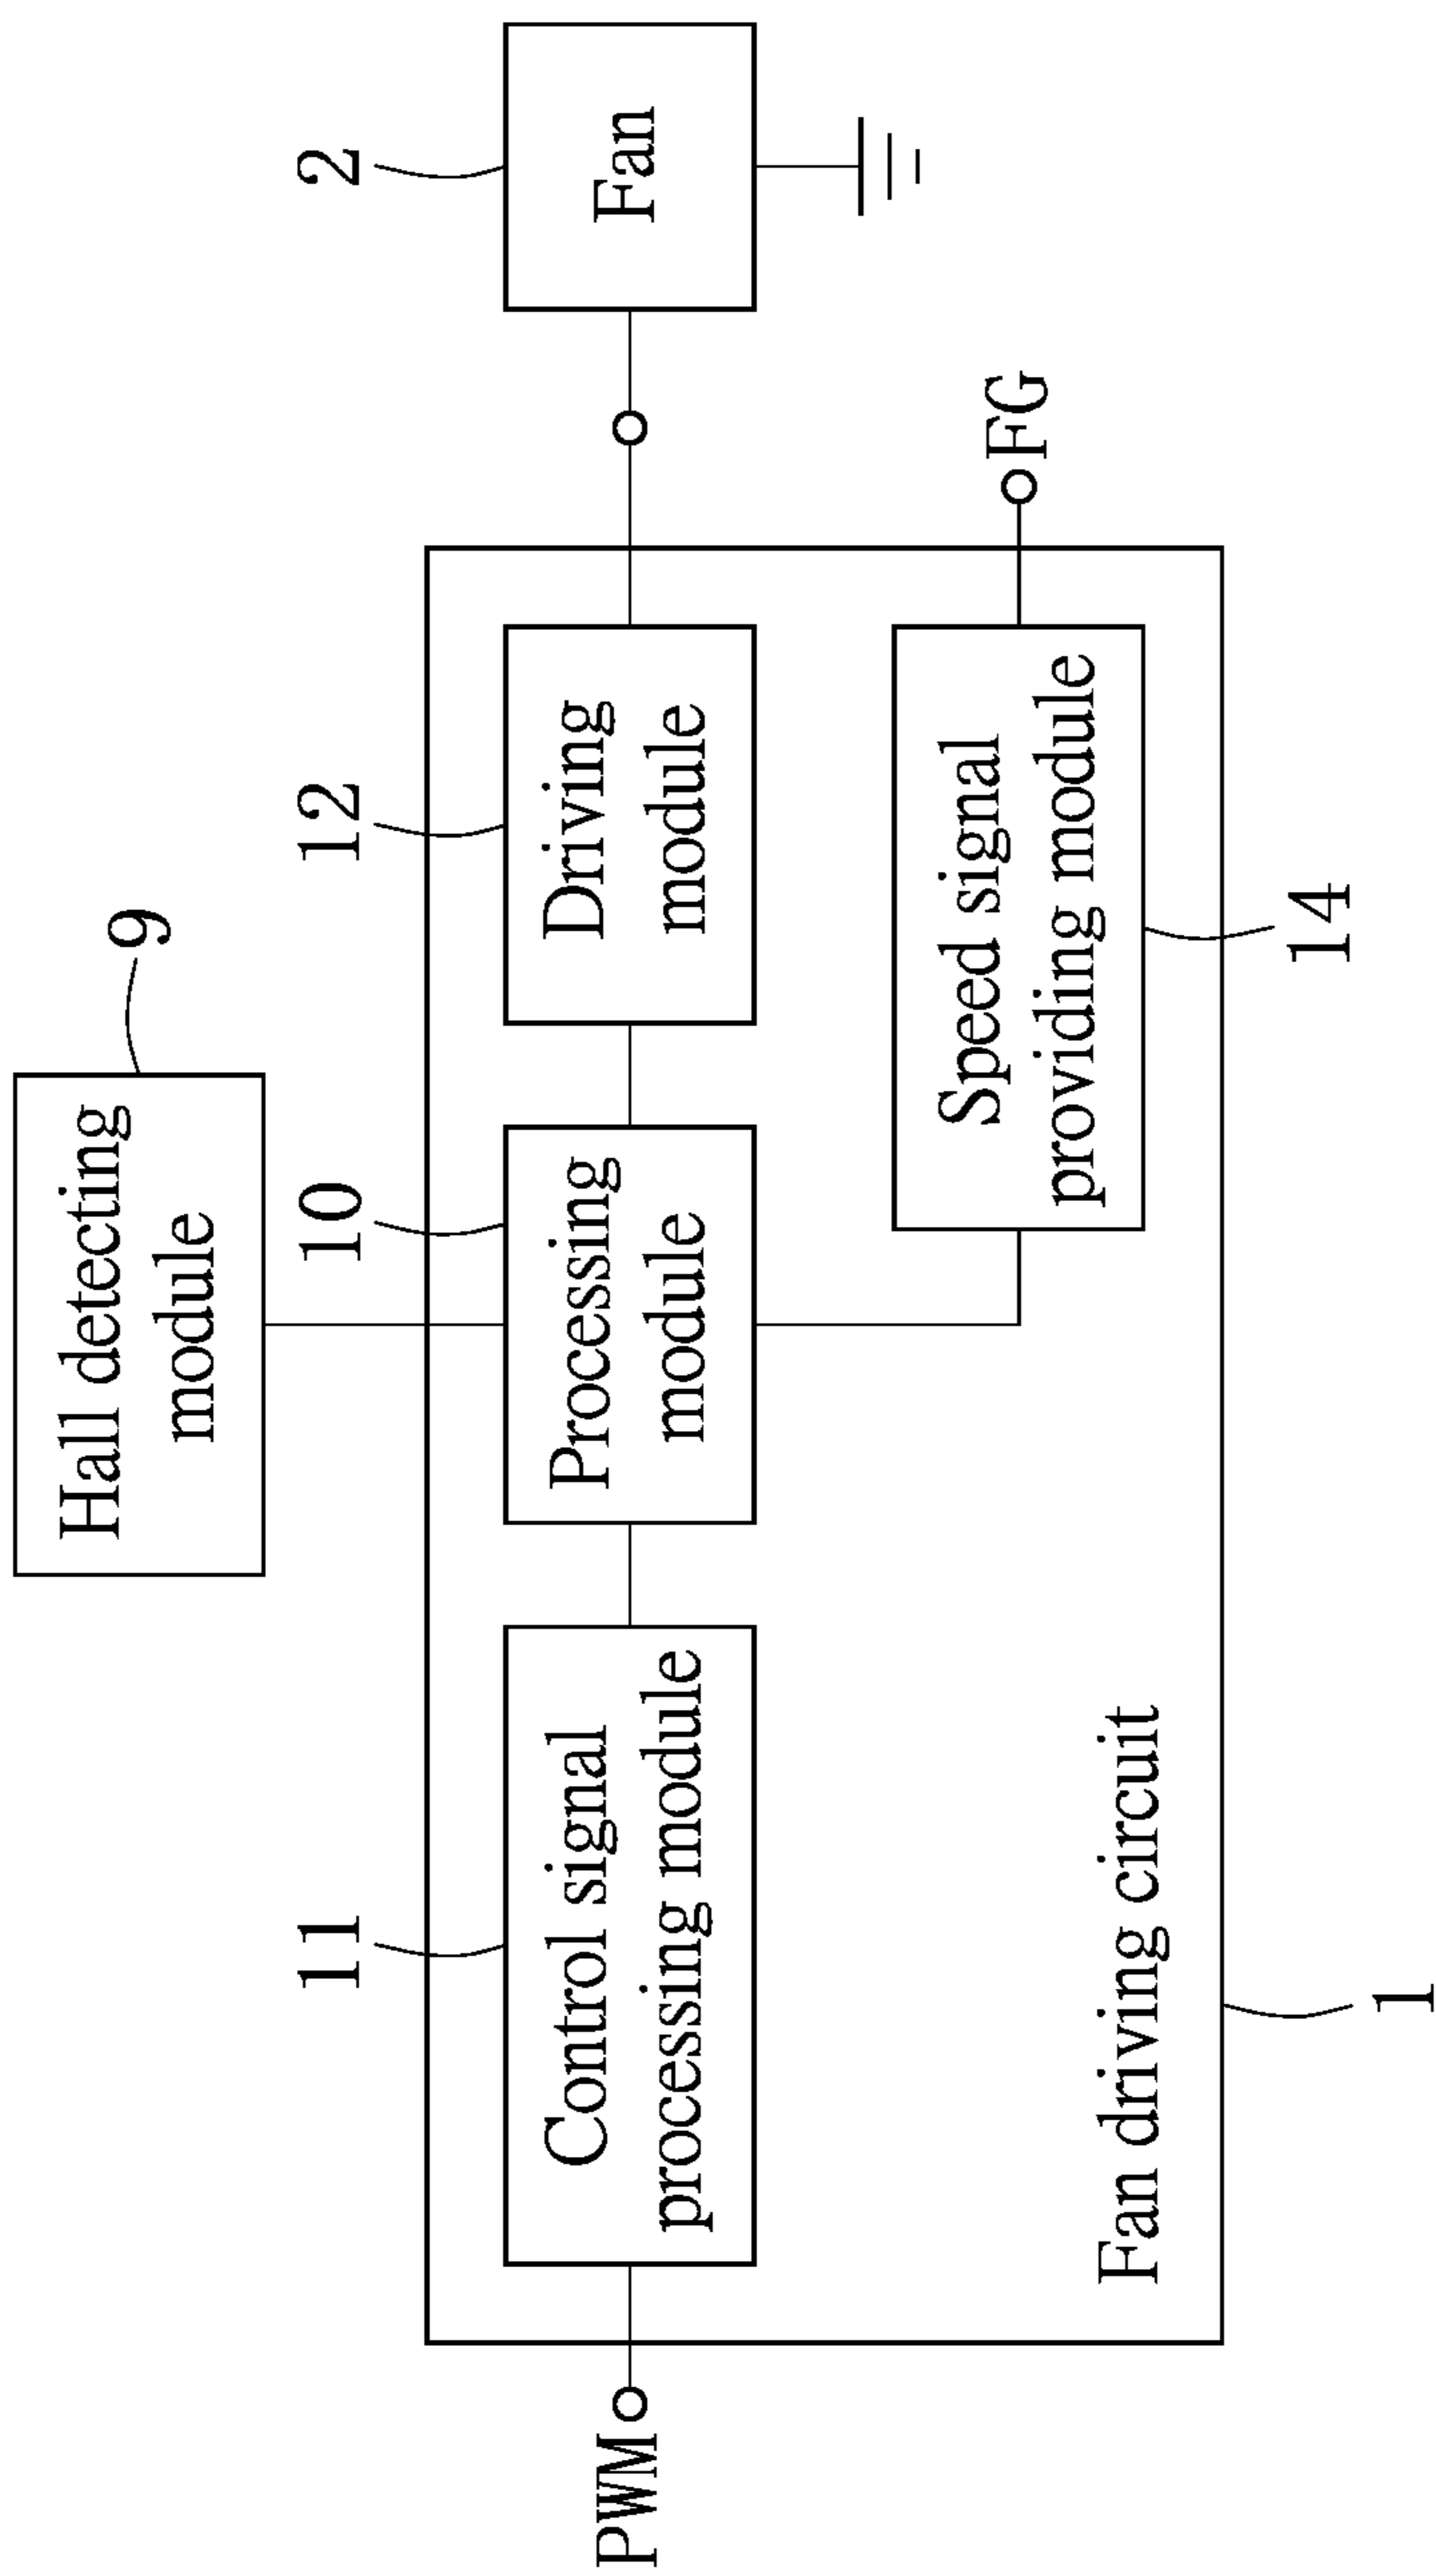 9
Hall detecting
module
11
10
12
2
Control signal
processing module
Processing
module
Driving
module
Fan
PWM
Speed signal
providing module
FG
14
Fan driving circuit
1